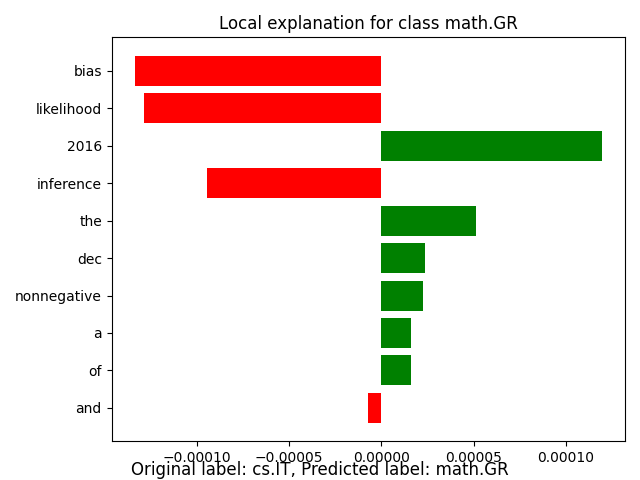 Local explanation for class math.GR
bias
likelihood
2016
inference
the
dec
nonnegative
a
of
and
−0.00010 −0.00005 0.00000 0.00005 0.00010
Original label: cs.IT, Predicted label: math.GR